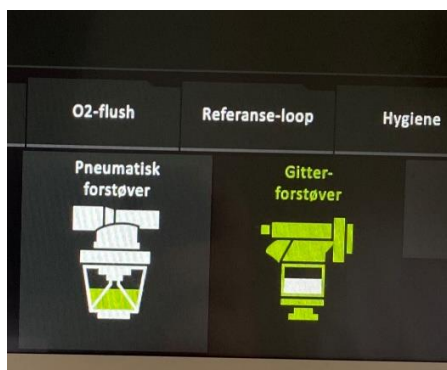 O2-flush
Referanse-loop
Hygiene
Pneumatisk
forstøver
Gitter-
forstøver